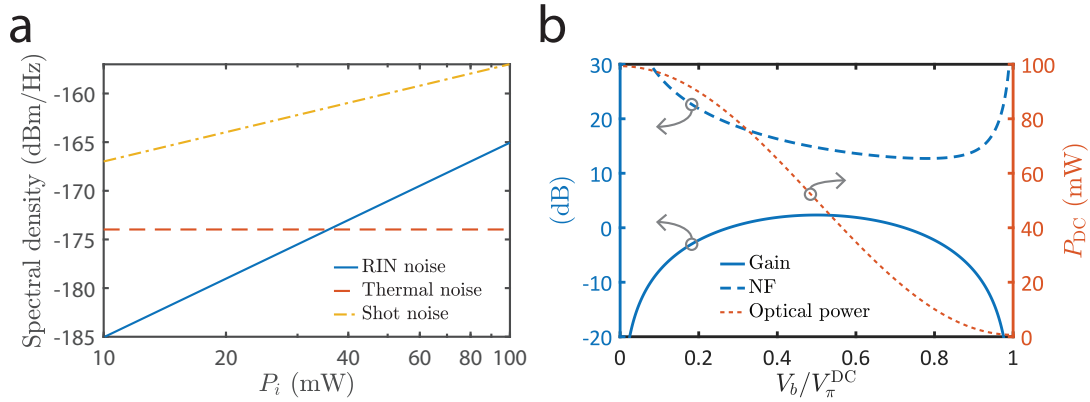 a
Spectral density (dBm/Hz)
-160
-165
-170
-175
-180
-185
RIN noise
Thermal noise
Shot noise
10
20
40
60
80
100
P_i (mW)
b
(dB)
30
20
10
0
-10
-20
Gain
NF
Optical power
0
0.2
0.4
0.6
0.8
1
V_b/V_π^DC
100
80
60
40
20
0
P_DC (mW)